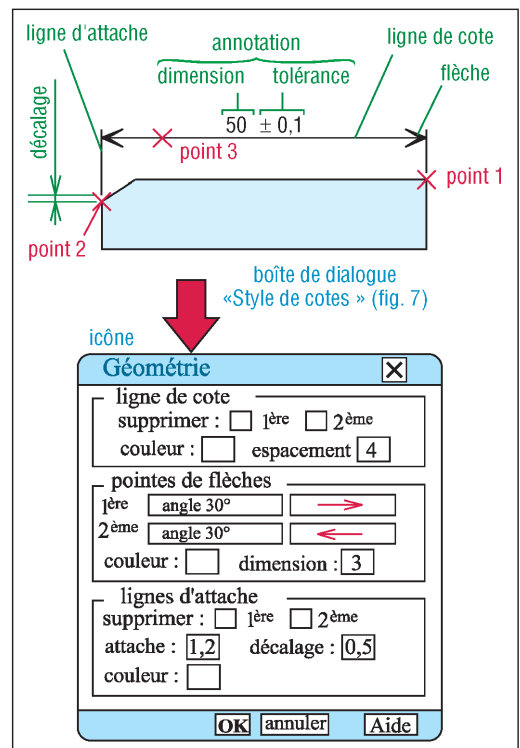 ligne d'attache
annotation
ligne de cote
dimension
tolérance
flèche
décalage
50 ± 0,1
point 3
point 1
point 2
boîte de dialogue
«Style de cotes » (fig. 7)
icône
Géométrie
ligne de cote
supprimer : 1ère 2ème
couleur : espacement 4
pointes de flèches
1ère angle 30°
2ème angle 30°
couleur : dimension : 3
lignes d'attache
supprimer : 1ère 2ème
attache : 1,2 décalage : 0,5
couleur :
OK annuler Aide